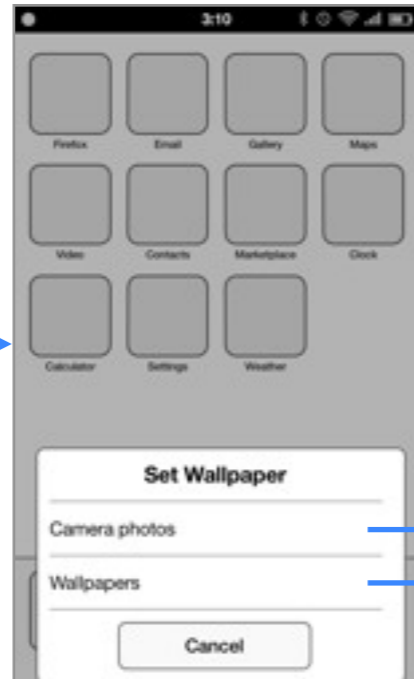 3:10
Firefox Email Gallery Maps
Video Contacts Marketplace Clock
Calculator Settings Weather
Set Wallpaper
Camera photos
Wallpapers
Cancel